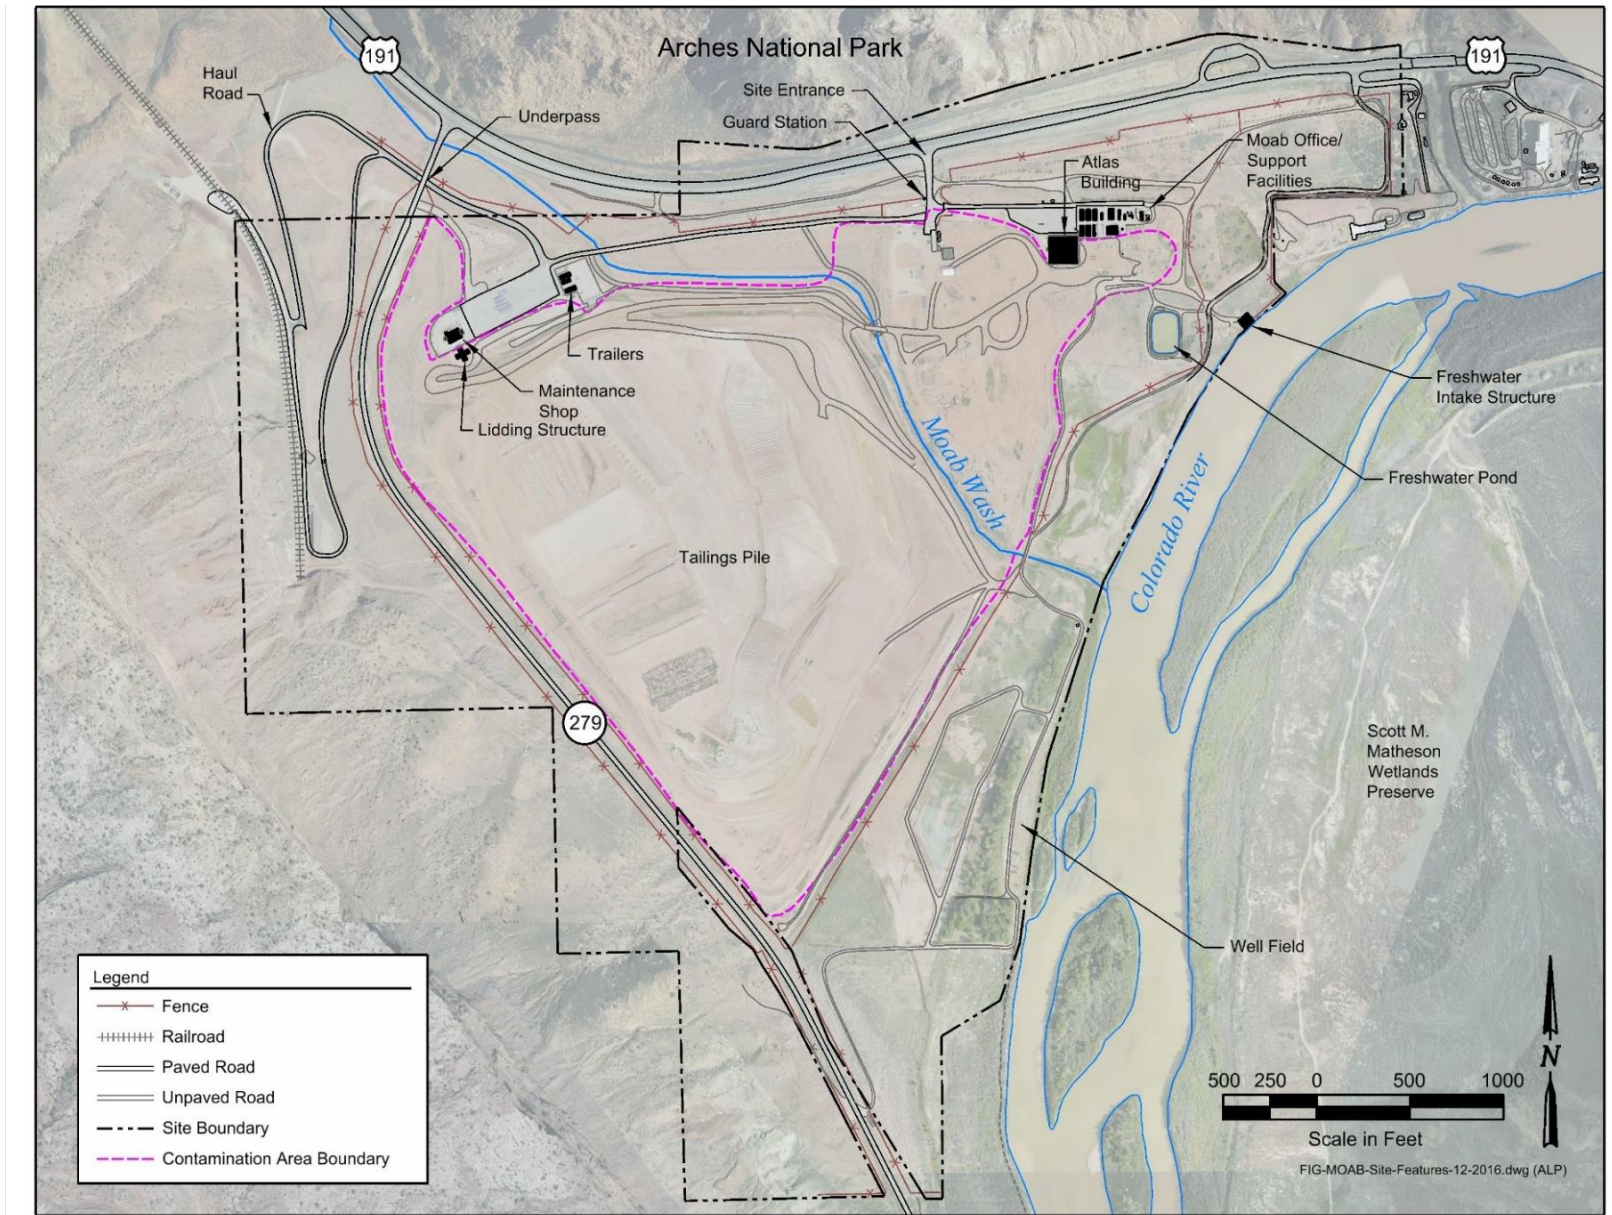 191
Arches National Park
191
Haul
Road
Site Entrance
Underpass
Guard Station
Moab Office/
Support
Facilities
Atlas
Building
Trailers
Maintenance
Shop
Lidding Structure
Freshwater
Intake Structure
Moab Wash
Freshwater Pond
Colorado River
Tailings Pile
279
Scott M.
Matheson
Wetlands
Preserve
Well Field
Legend
Fence
Railroad
Paved Road
Unpaved Road
Site Boundary
Contamination Area Boundary
N
500 250 0 500 1000
Scale in Feet
FIG-MOAB-Site-Features-12-2016.dwg (ALP)